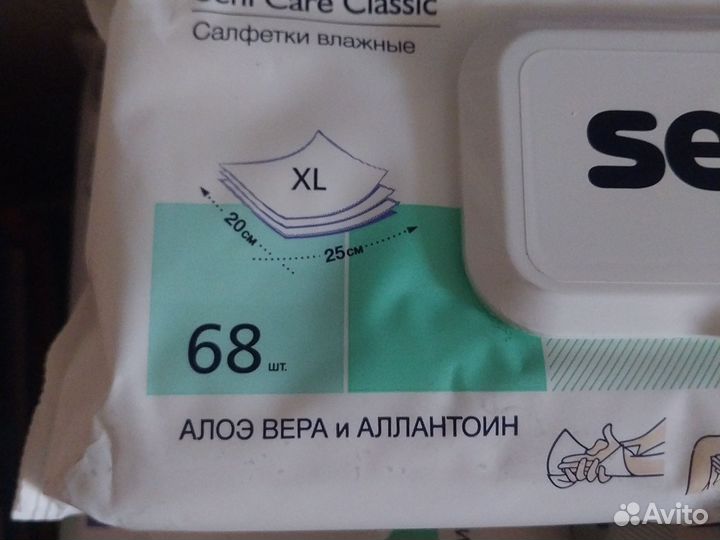 Seni Care Classic
Салфетки влажные
se
XL
20 см
25 см
68 шт.
АЛОЭ ВЕРА и АЛЛАНТОИН
Avito